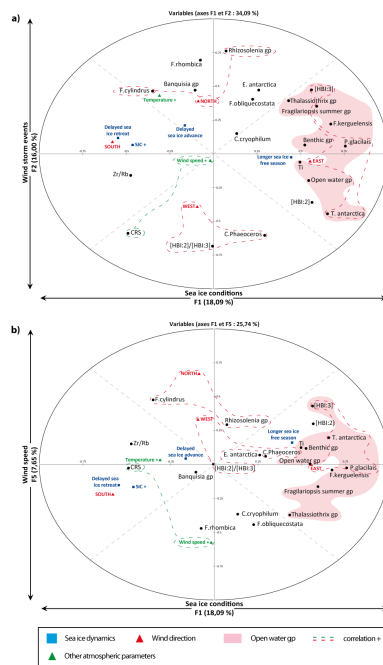 a)
Variables (axes F1 et F2 : 34,09 %)
Rhizosolenia gp
F.rhombica
Banquisia gp
E. antarctica
[HBI:3]
F.cylindrus
Temperature +
NORTH
F.obliquecostata
Thalassiothrix gp
Fragilariopsis summer gp
F.kerguelensis
Delayed sea
ice retreat
Delayed
sea ice advance
C.cryophilum
Benthic gp
P.glacilais
SOUTH
SIC +
Wind speed +
Longer sea ice
free season
EAST
Ti
Zr/Rb
Open water gp
WEST
[HBI:2]
T. antarctica
CRS
C.Phaeoceros
[HBI:2]/[HBI:3]
Wind storm events
F2 (16,00 %)
Sea ice conditions
F1 (18,09 %)
b)
Variables (axes F1 et F5 : 25,74 %)
NORTH
F.cylindrus
[HBI:3]
WEST
Rhizosolenia gp
[HBI:2]
Longer sea ice
free season
Zr/Rb
Ti
T. antarctica
Delayed
sea ice advance
Benthic gp
E. antarctica
C.Phaeoceros
Temperature +
Open water gp
CRS
[HBI:2]/[HBI:3]
EAST
P.glacilais
Banquisia gp
F.kerguelensis
Delayed sea
ice retreat
SIC +
SOUTH
Fragilariopsis summer gp
C.cryophilum
Thalassiothrix gp
F.rhombica
F.obliquecostata
Wind speed +
Wind speed
F5 (7,65 %)
Sea ice conditions
F1 (18,09 %)
Sea ice dynamics
Wind direction
Open water gp
correlation +
Other atmospheric parameters